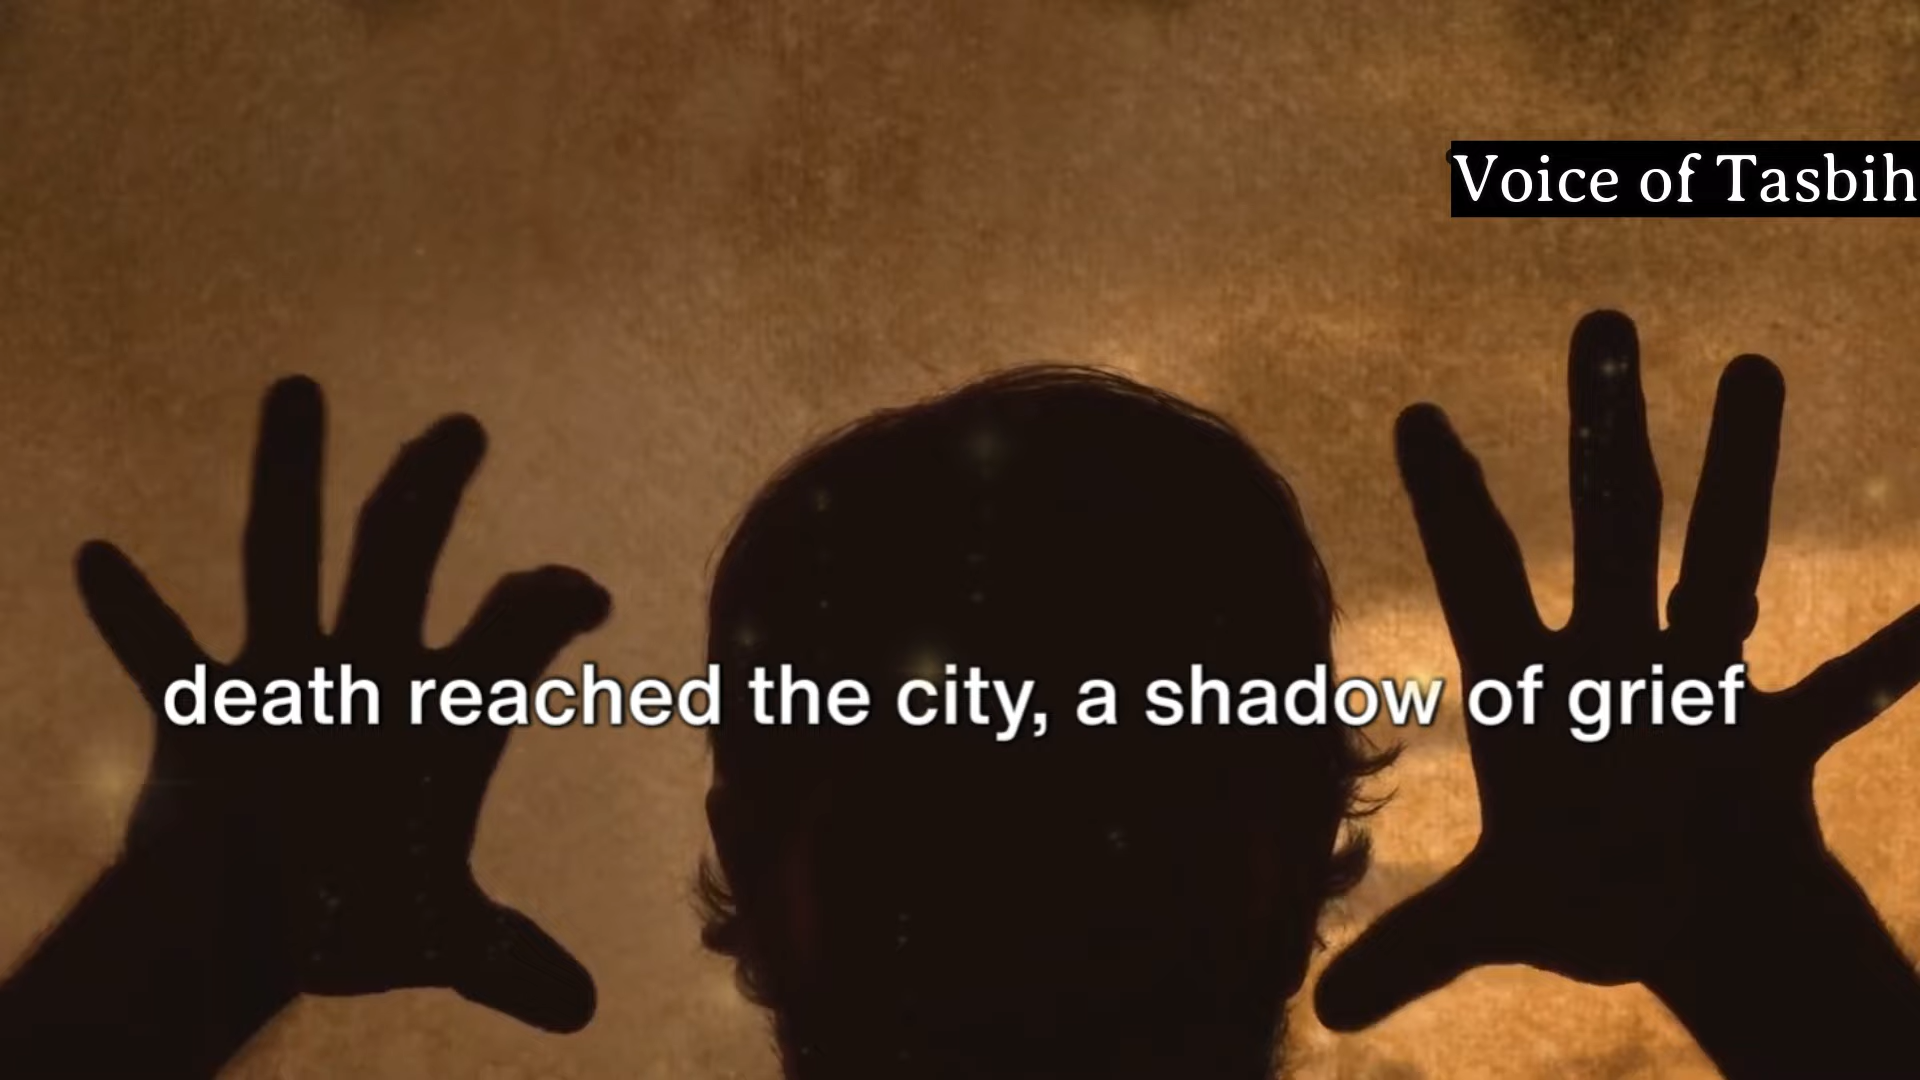 Voice of Tasbih
death reached the city, a shadow of grief